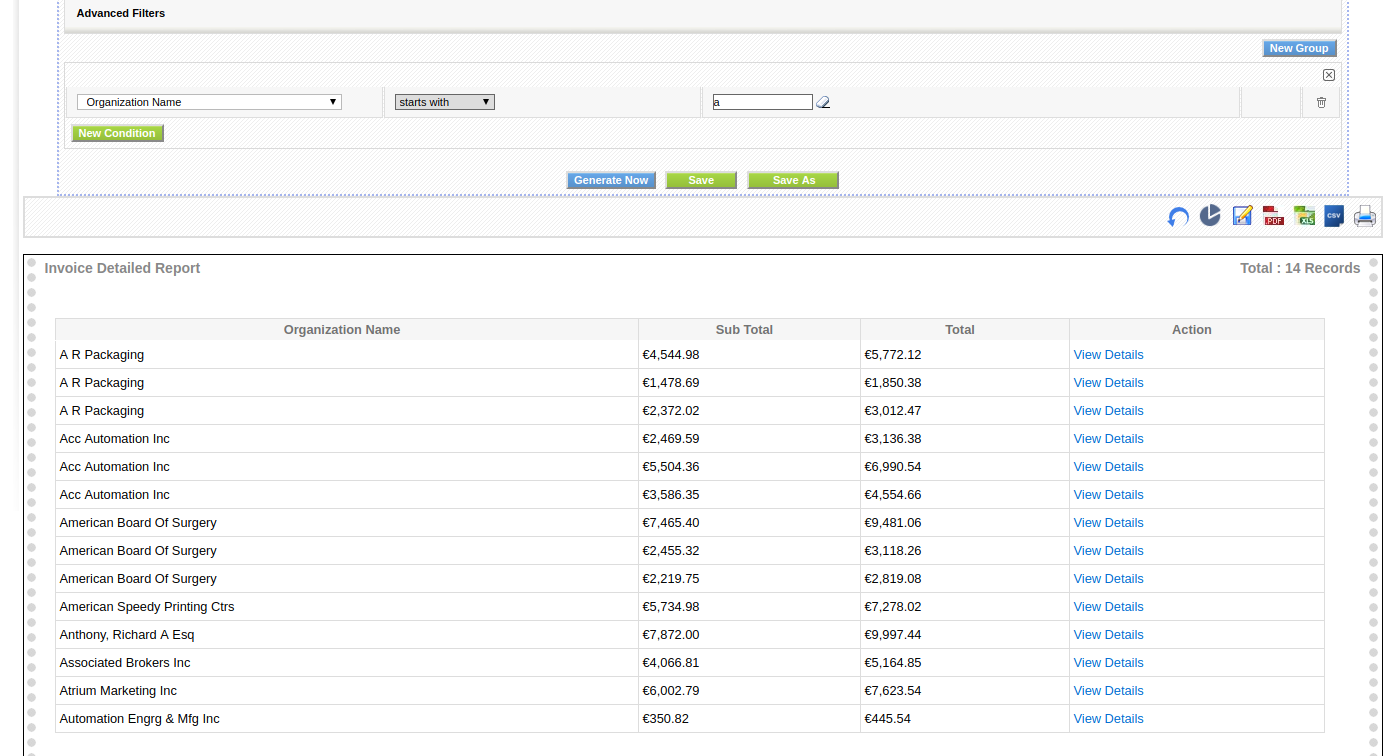 Advanced Filters
New Group
Organization Name starts with a
New Condition
Generate Now Save Save As
PDF XLS CSV
Invoice Detailed Report Total : 14 Records
Organization Name Sub Total Total Action
A R Packaging €4,544.98 €5,772.12 View Details
A R Packaging €1,478.69 €1,850.38 View Details
A R Packaging €2,372.02 €3,012.47 View Details
Acc Automation Inc €2,469.59 €3,136.38 View Details
Acc Automation Inc €5,504.36 €6,990.54 View Details
Acc Automation Inc €3,586.35 €4,554.66 View Details
American Board Of Surgery €7,465.40 €9,481.06 View Details
American Board Of Surgery €2,455.32 €3,118.26 View Details
American Board Of Surgery €2,219.75 €2,819.08 View Details
American Speedy Printing Ctrs €5,734.98 €7,278.02 View Details
Anthony, Richard A Esq €7,872.00 €9,997.44 View Details
Associated Brokers Inc €4,066.81 €5,164.85 View Details
Atrium Marketing Inc €6,002.79 €7,623.54 View Details
Automation Engrg & Mfg Inc €350.82 €445.54 View Details